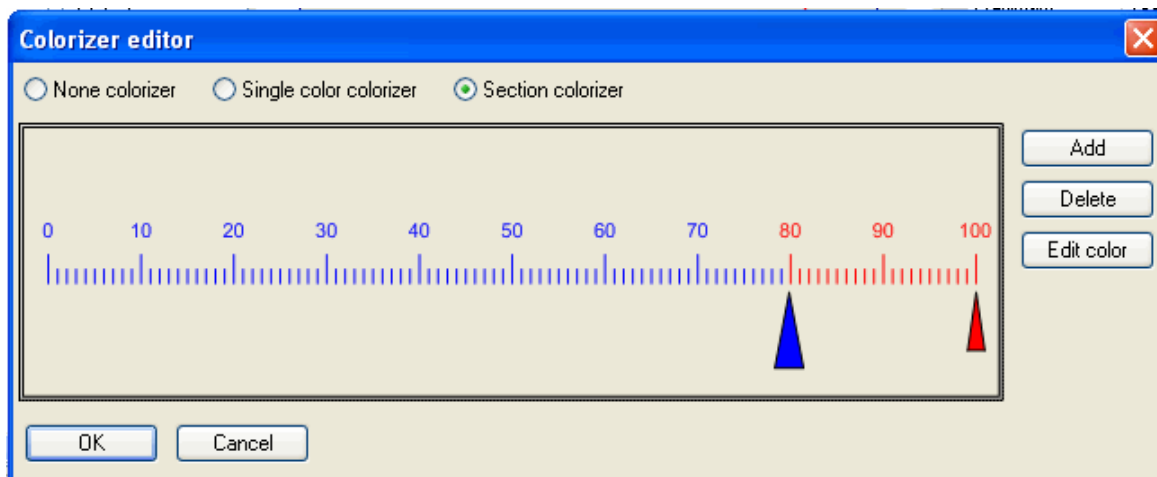 Colorizer editor
None colorizer Single color colorizer Section colorizer
Add
Delete
0 10 20 30 40 50 60 70 80 90 100
Edit color
OK Cancel